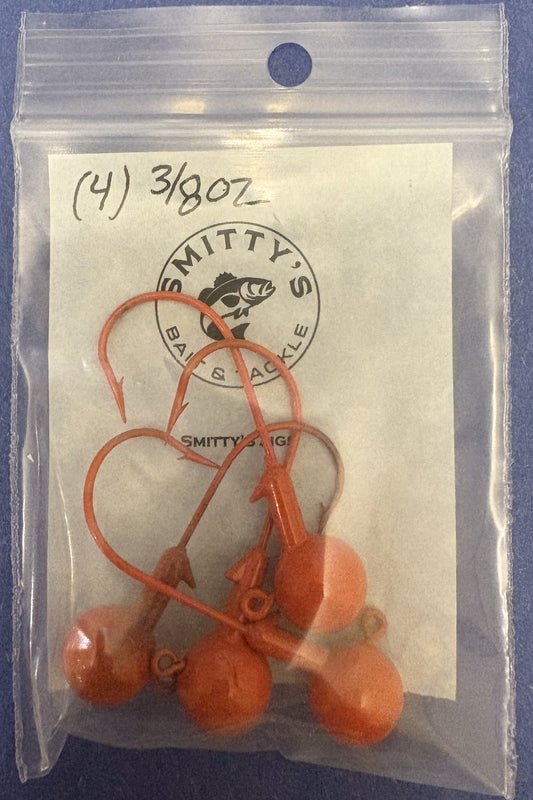 (4) 3/8oz
SMITTY'S
BAIT & TACKLE
SMITTY'S JIGS